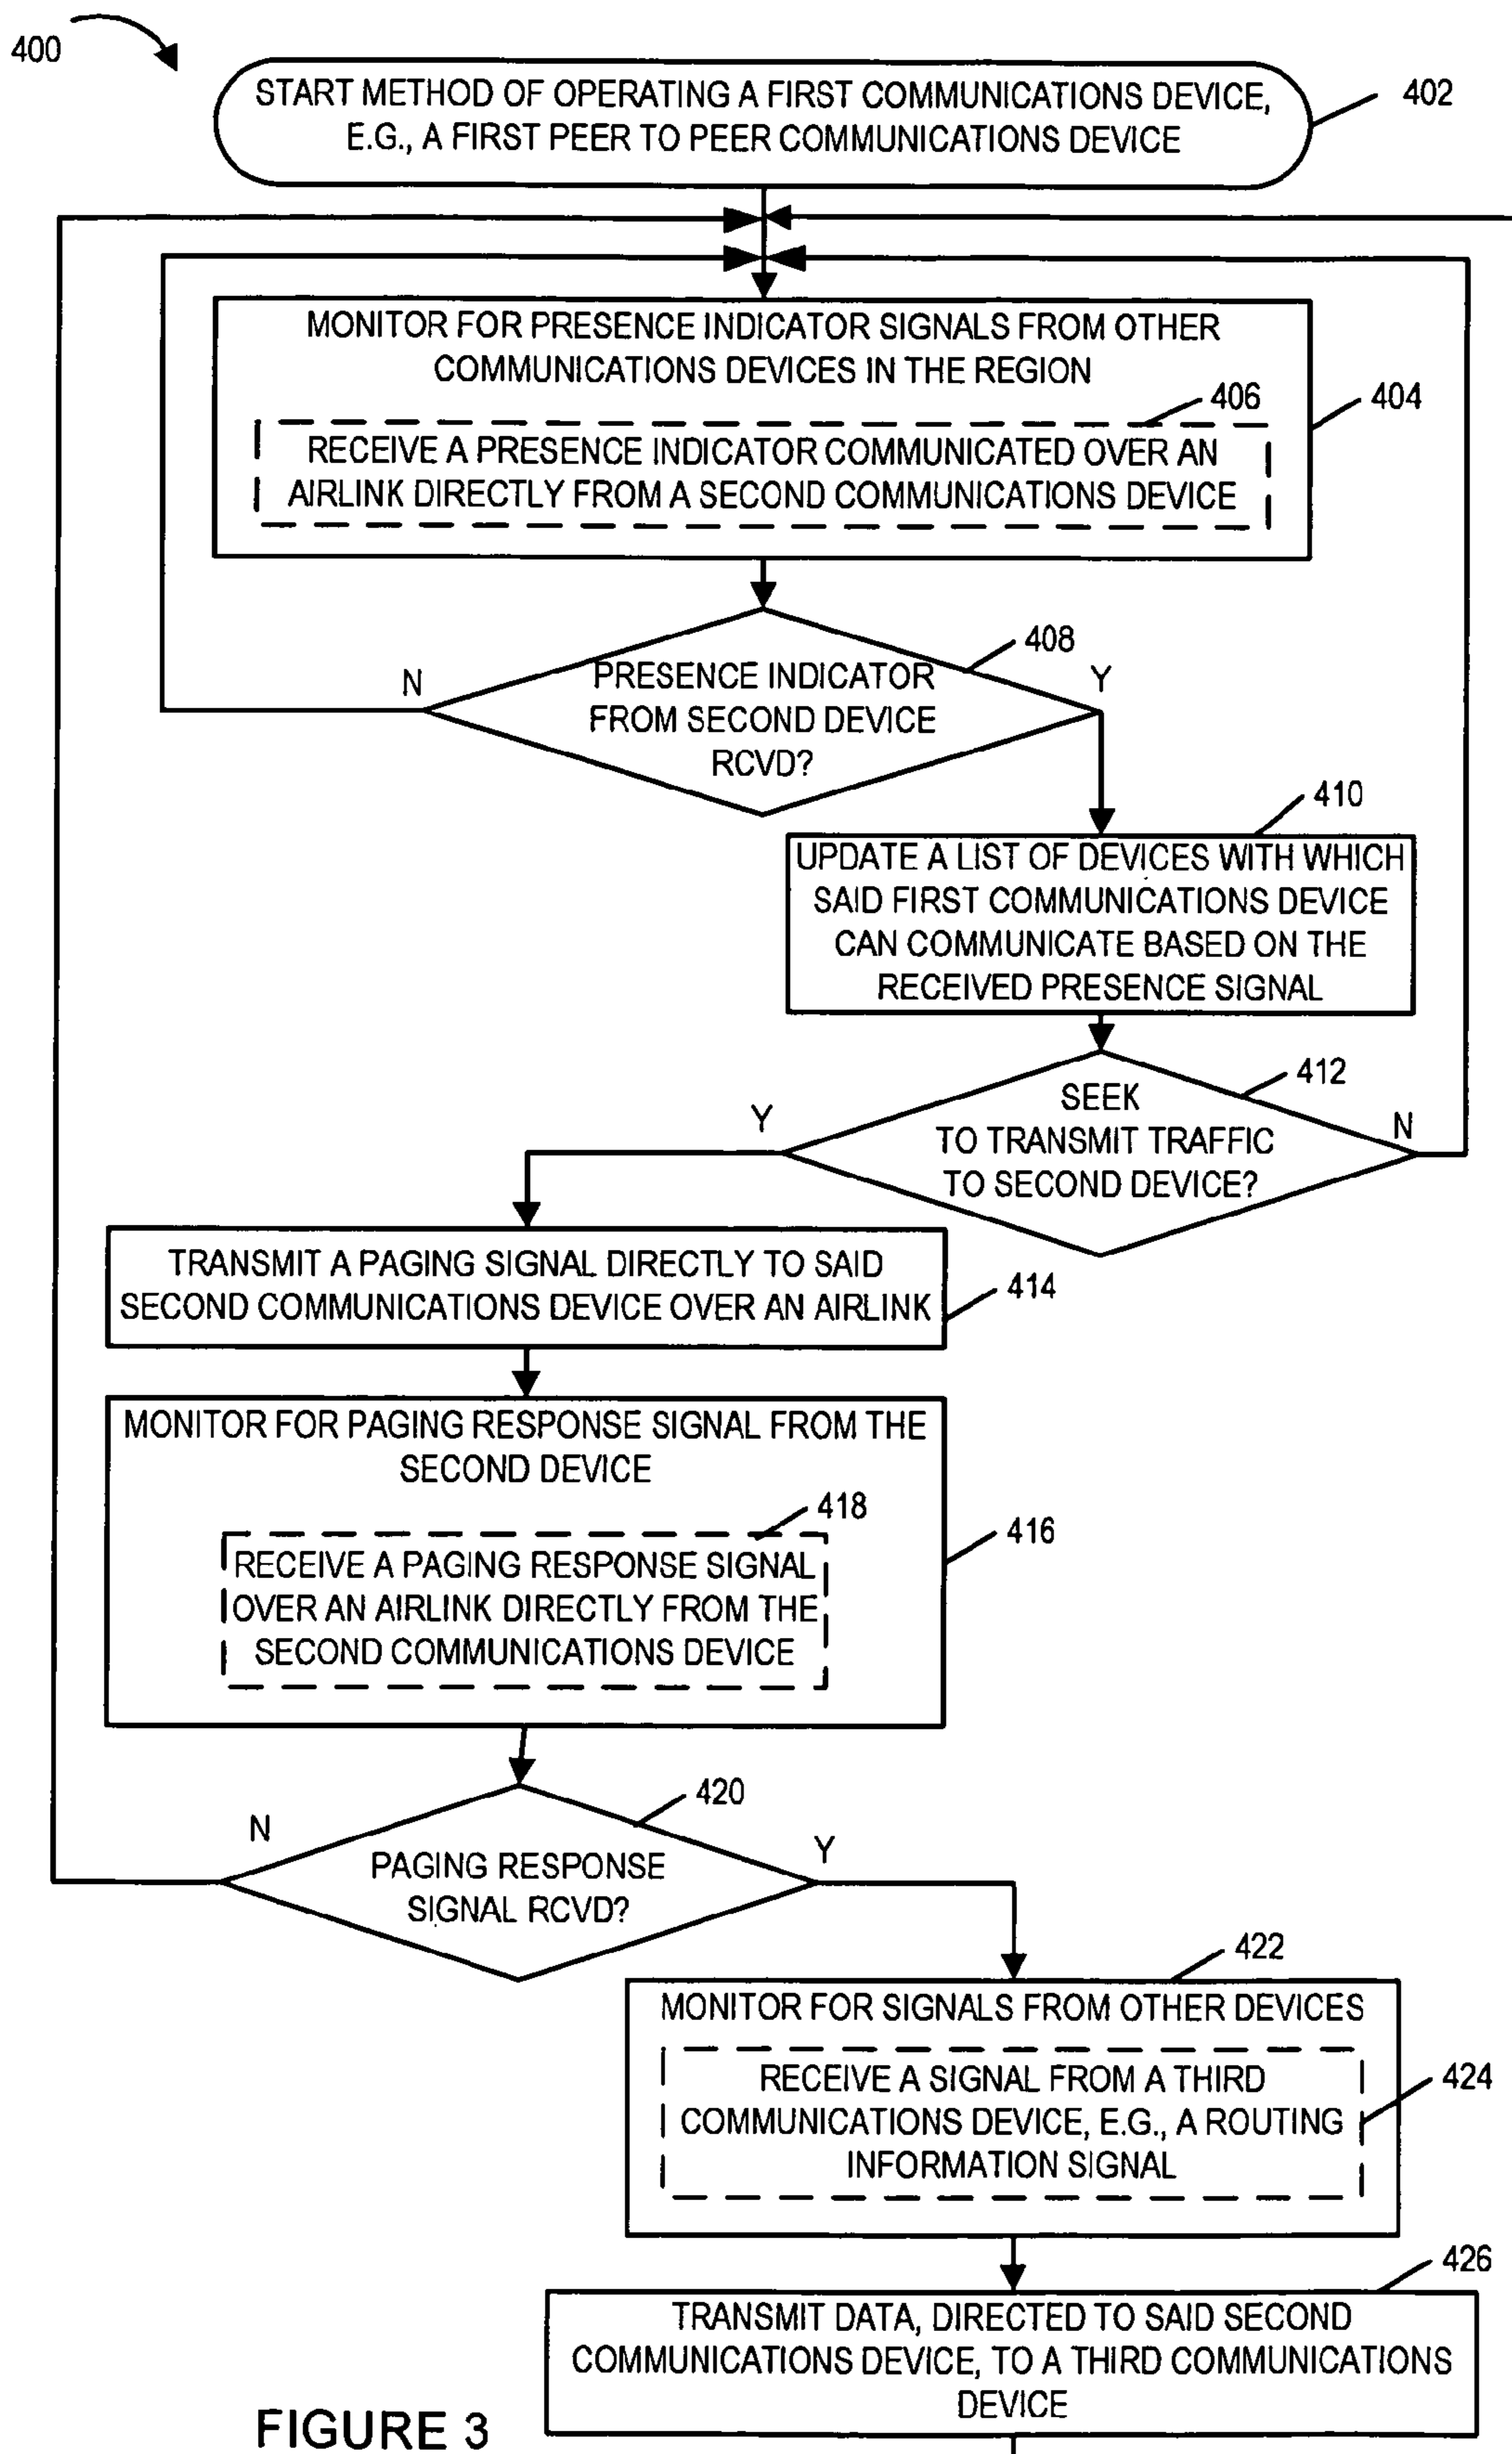 400
START METHOD OF OPERATING A FIRST COMMUNICATIONS DEVICE,
E.G., A FIRST PEER TO PEER COMMUNICATIONS DEVICE
402
MONITOR FOR PRESENCE INDICATOR SIGNALS FROM OTHER
COMMUNICATIONS DEVICES IN THE REGION
404
406
RECEIVE A PRESENCE INDICATOR COMMUNICATED OVER AN
AIRLINK DIRECTLY FROM A SECOND COMMUNICATIONS DEVICE
408
N
Y
PRESENCE INDICATOR
FROM SECOND DEVICE
RCVD?
410
UPDATE A LIST OF DEVICES WITH WHICH
SAID FIRST COMMUNICATIONS DEVICE
CAN COMMUNICATE BASED ON THE
RECEIVED PRESENCE SIGNAL
412
Y
N
SEEK
TO TRANSMIT TRAFFIC
TO SECOND DEVICE?
TRANSMIT A PAGING SIGNAL DIRECTLY TO SAID
SECOND COMMUNICATIONS DEVICE OVER AN AIRLINK
414
MONITOR FOR PAGING RESPONSE SIGNAL FROM THE
SECOND DEVICE
416
418
RECEIVE A PAGING RESPONSE SIGNAL
OVER AN AIRLINK DIRECTLY FROM THE
SECOND COMMUNICATIONS DEVICE
420
N
Y
PAGING RESPONSE
SIGNAL RCVD?
422
MONITOR FOR SIGNALS FROM OTHER DEVICES
RECEIVE A SIGNAL FROM A THIRD
COMMUNICATIONS DEVICE, E.G., A ROUTING
INFORMATION SIGNAL
424
426
TRANSMIT DATA, DIRECTED TO SAID SECOND
COMMUNICATIONS DEVICE, TO A THIRD COMMUNICATIONS
DEVICE
FIGURE 3